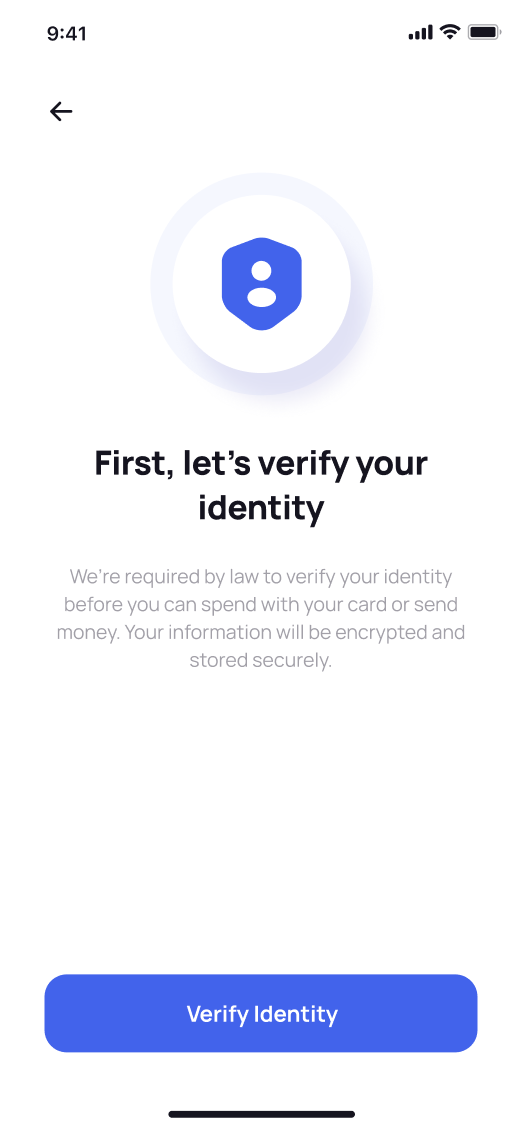 9:41
First, let's verify your
identity
We're required by law to verify your identity
before you can spend with your card or send
money. Your information will be encrypted and
stored securely.
Verify Identity